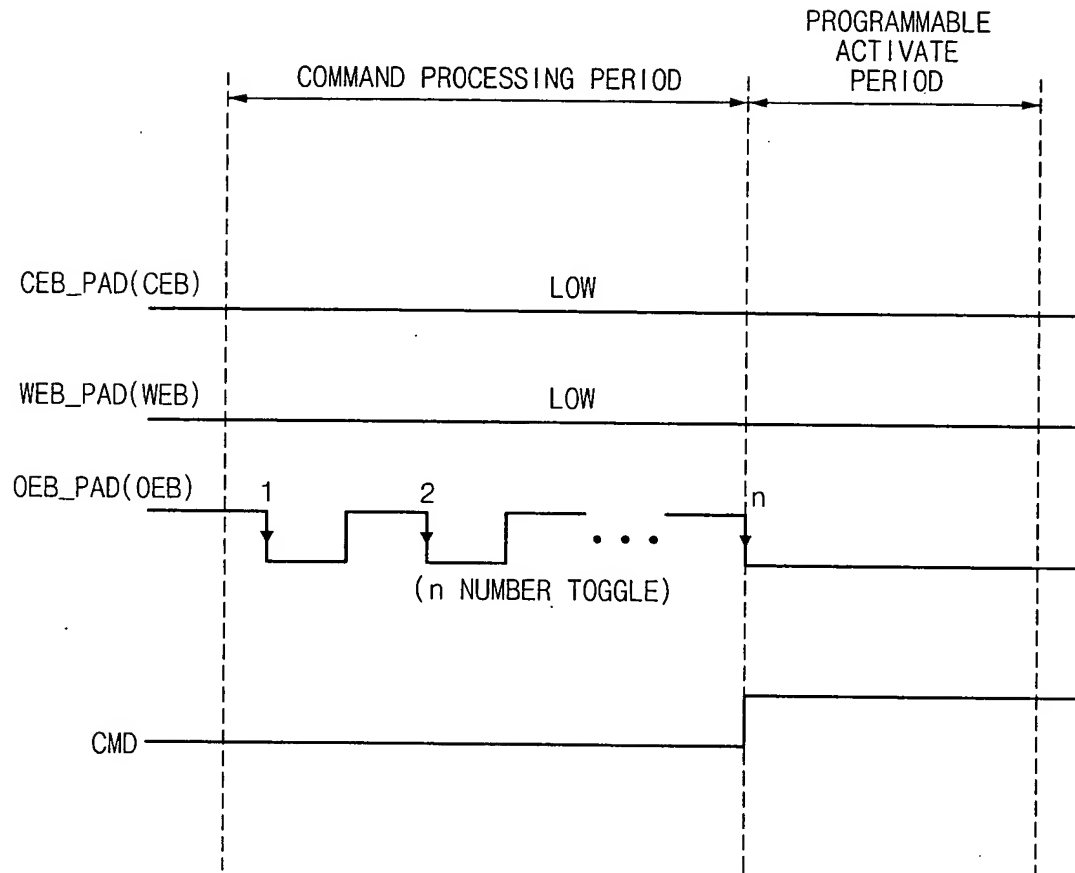 PROGRAMMABLE
ACTIVATE
PERIOD
COMMAND PROCESSING PERIOD
CEB_PAD(CEB)
LOW
WEB_PAD(WEB)
LOW
OEB_PAD(OEB)
1
2
n
(n NUMBER TOGGLE)
CMD